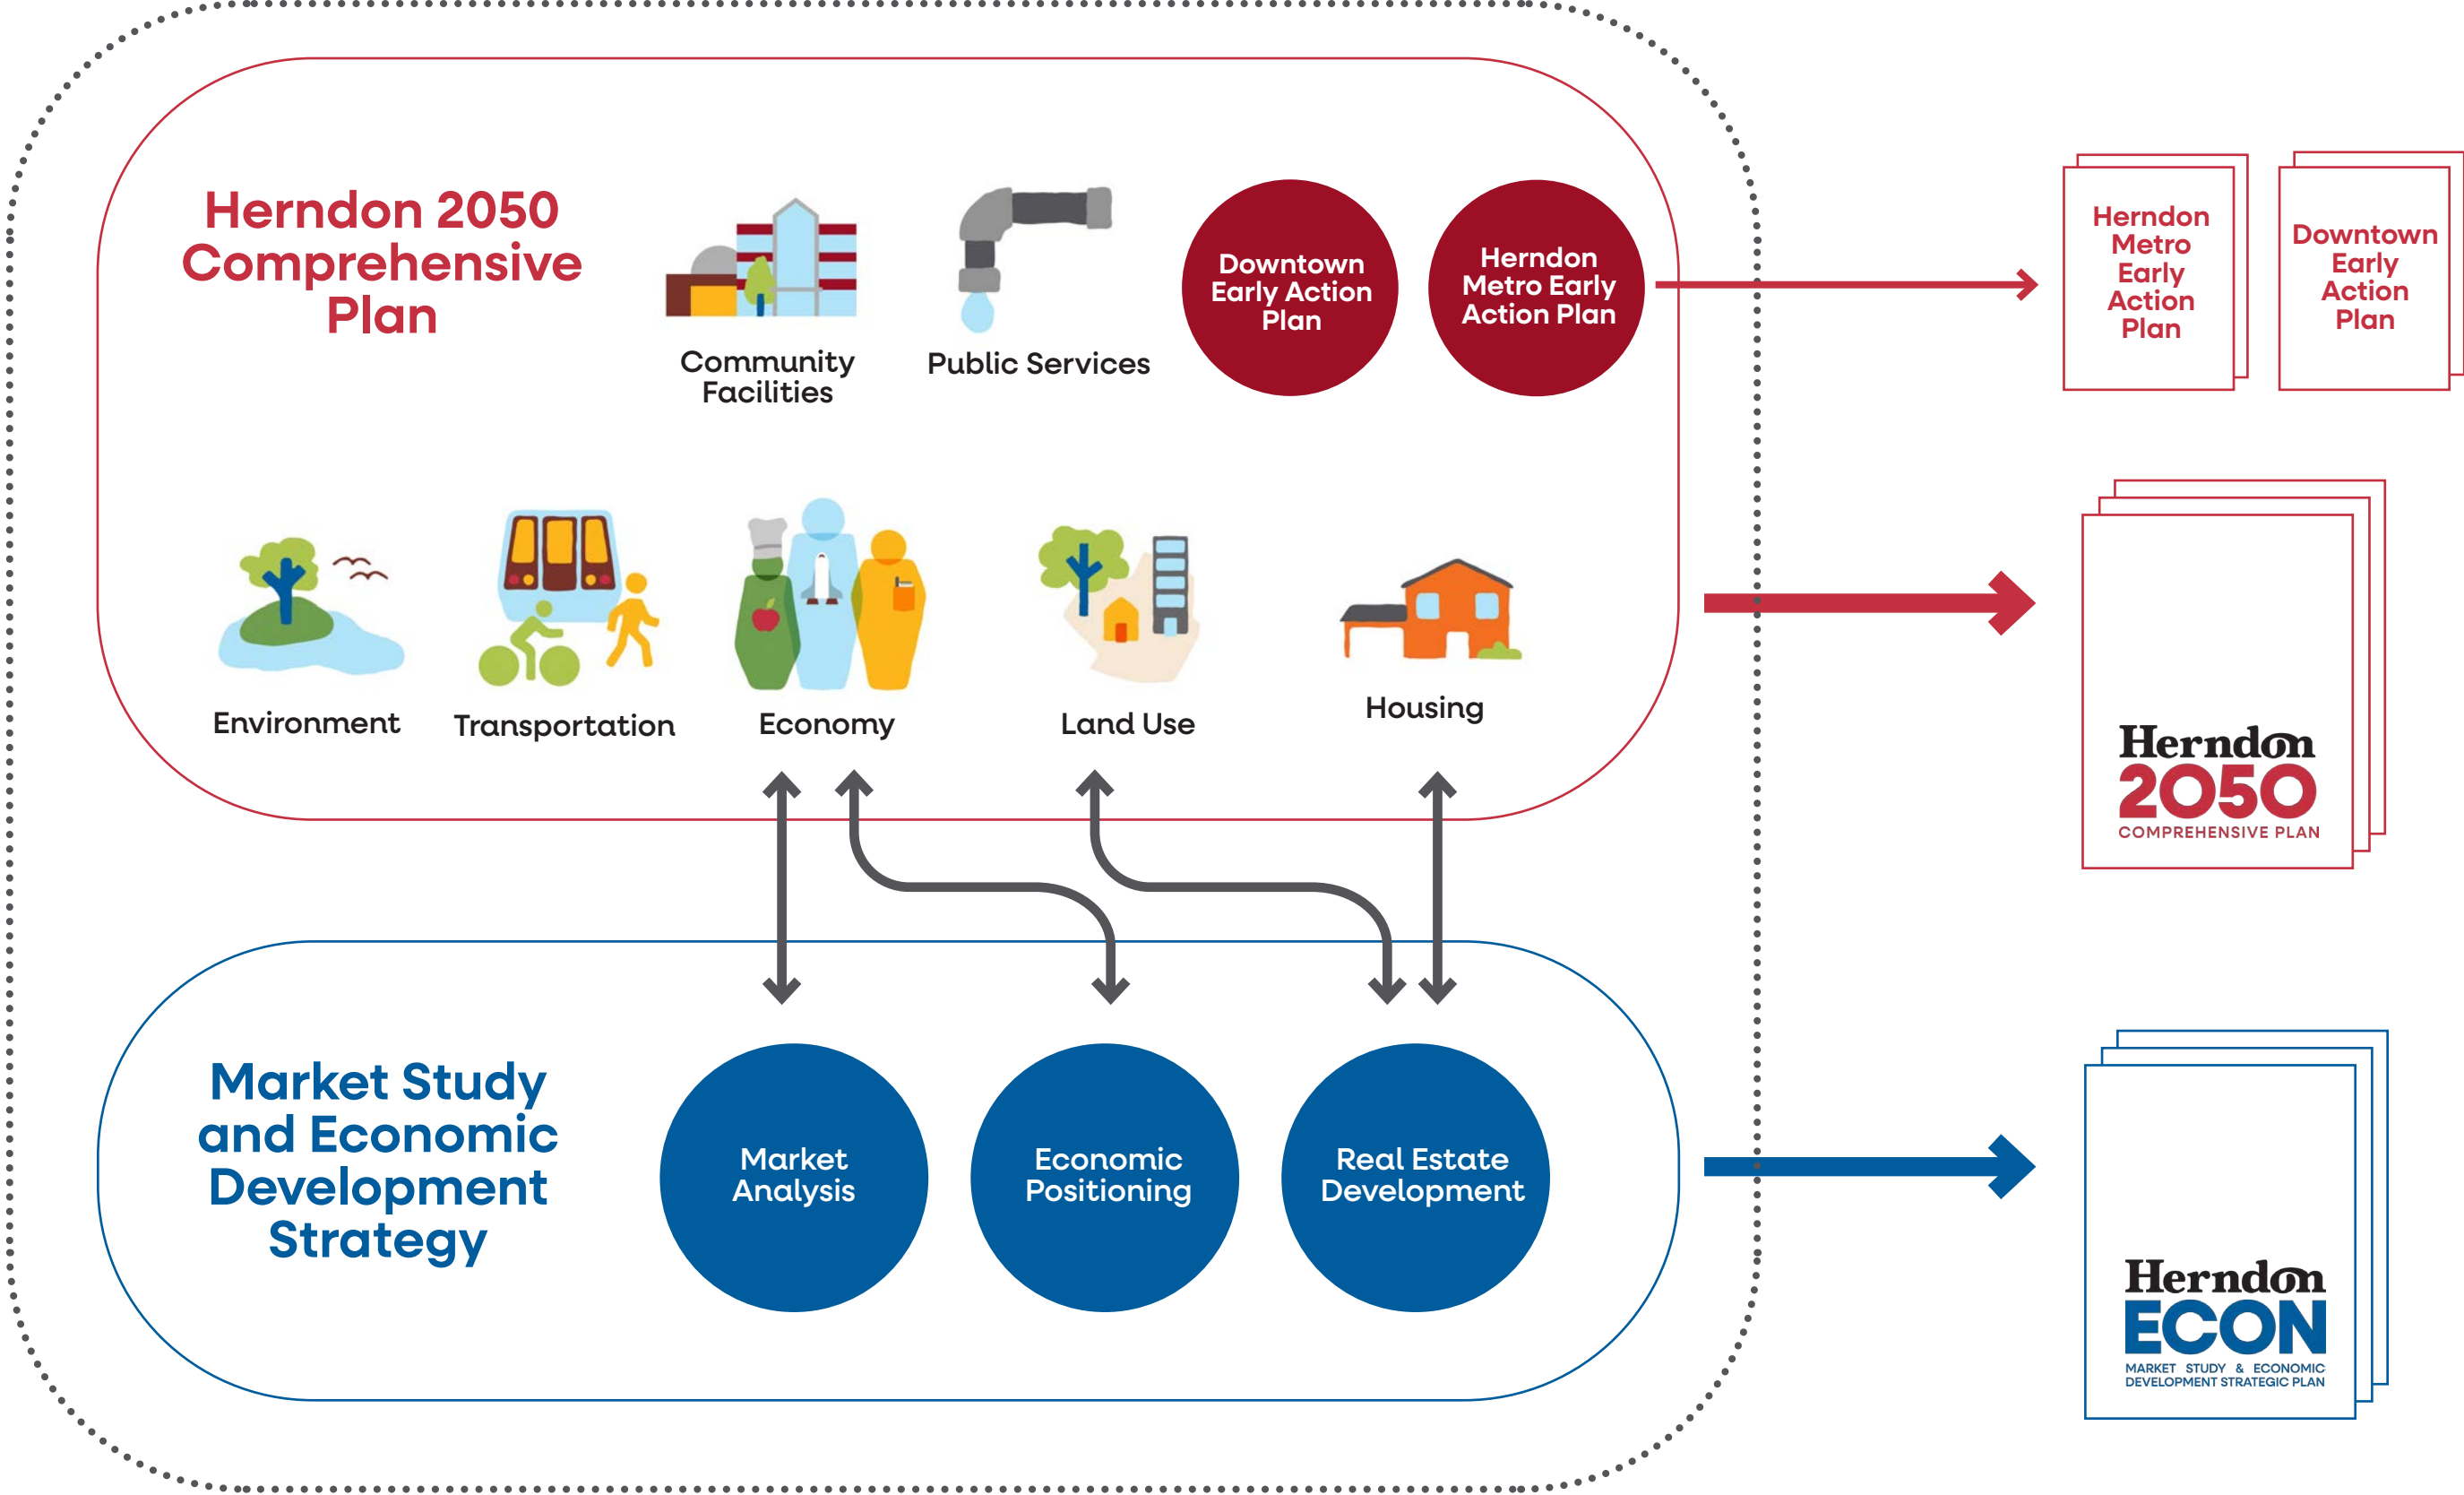 Herndon 2050
Comprehensive
Plan
Community
Facilities
Public Services
Downtown
Early Action
Plan
Herndon
Metro Early
Action Plan
Herndon
Metro
Early
Action
Plan
Downtown
Early
Action
Plan
Environment
Transportation
Economy
Land Use
Housing
Herndon
2050
COMPREHENSIVE PLAN
Market Study
and Economic
Development
Strategy
Market
Analysis
Economic
Positioning
Real Estate
Development
Herndon
ECON
MARKET STUDY & ECONOMIC
DEVELOPMENT STRATEGIC PLAN